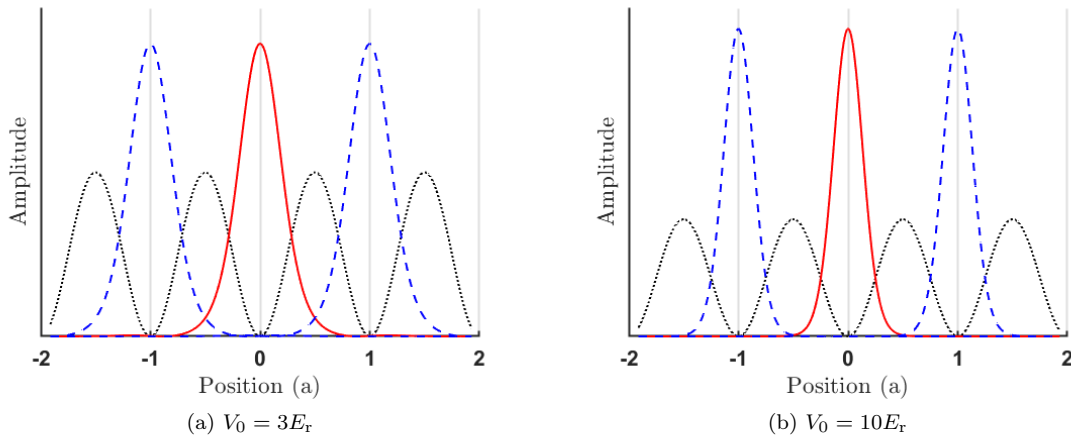 Amplitude
-2 -1 0 1 2
Position (a)
(a) V₀ = 3Eᵣ
Amplitude
-2 -1 0 1 2
Position (a)
(b) V₀ = 10Eᵣ